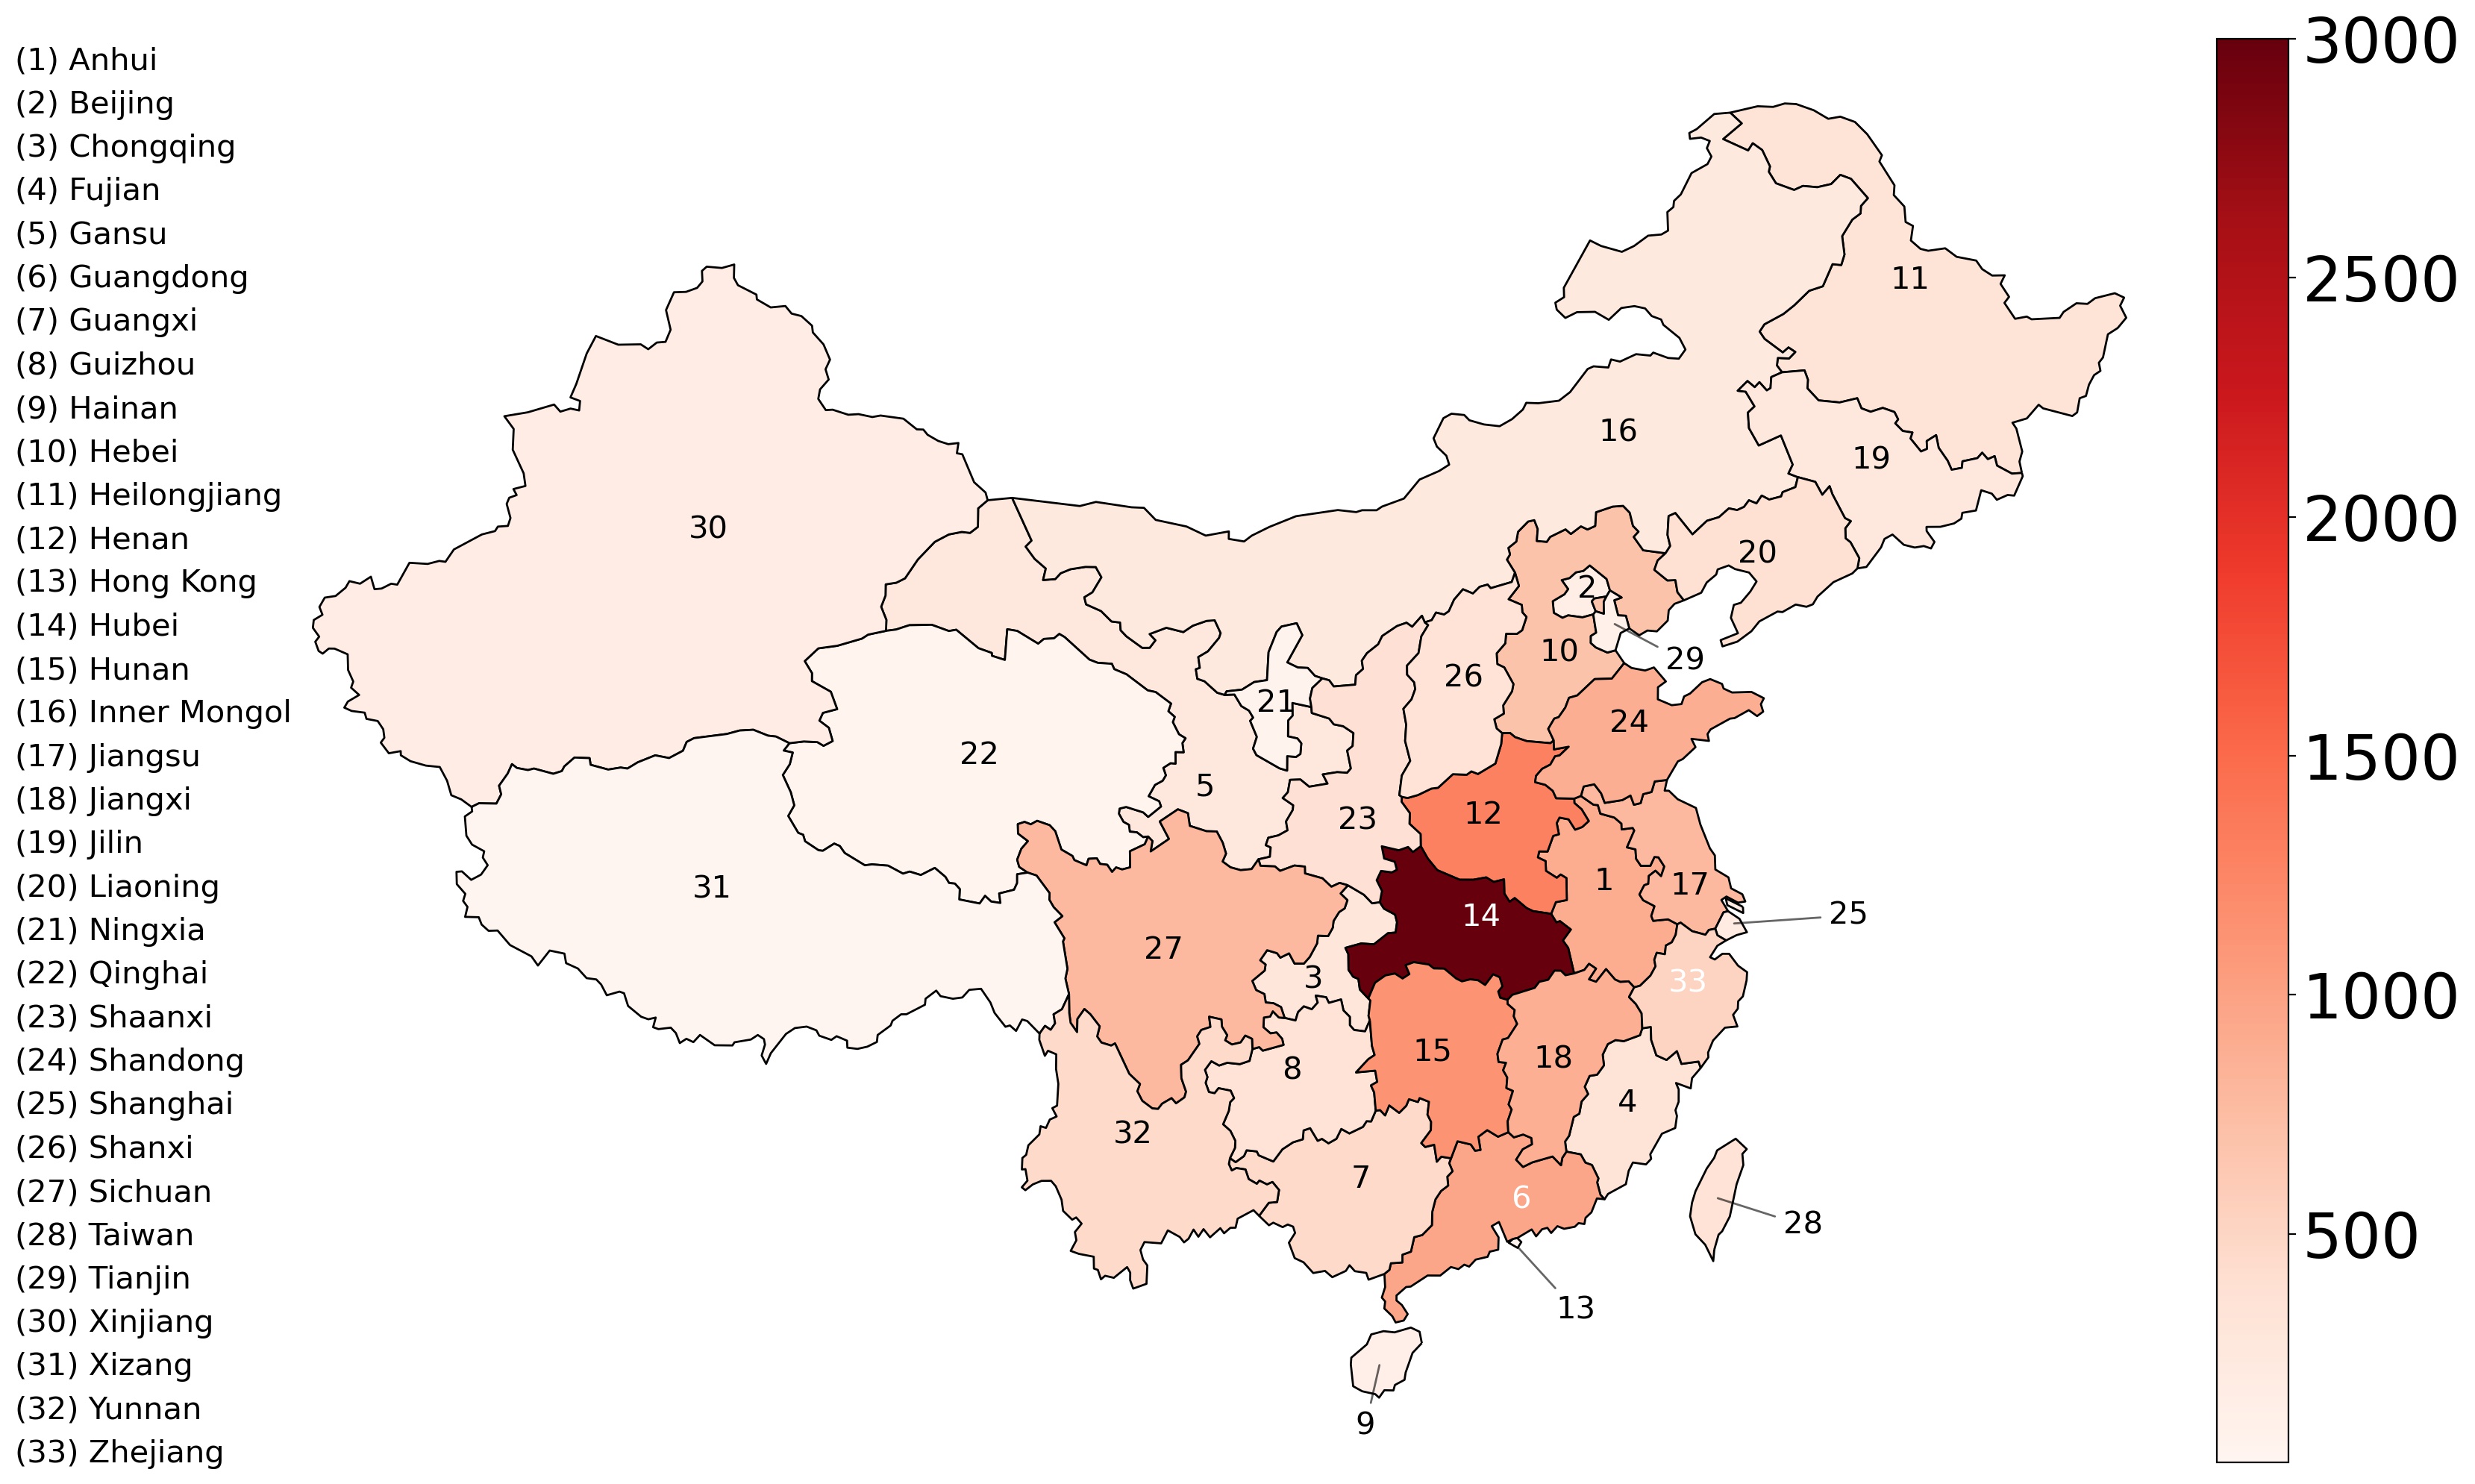 (1) Anhui
(2) Beijing
(3) Chongqing
(4) Fujian
(5) Gansu
(6) Guangdong
(7) Guangxi
(8) Guizhou
(9) Hainan
(10) Hebei
(11) Heilongjiang
(12) Henan
(13) Hong Kong
(14) Hubei
(15) Hunan
(16) Inner Mongol
(17) Jiangsu
(18) Jiangxi
(19) Jilin
(20) Liaoning
(21) Ningxia
(22) Qinghai
(23) Shaanxi
(24) Shandong
(25) Shanghai
(26) Shanxi
(27) Sichuan
(28) Taiwan
(29) Tianjin
(30) Xinjiang
(31) Xizang
(32) Yunnan
(33) Zhejiang
11
16
19
30
20
2
10
29
26
21
24
22
5
12
23
1
17
31
14
25
27
3
33
15
18
8
4
32
7
6
28
13
9
3000
2500
2000
1500
1000
500